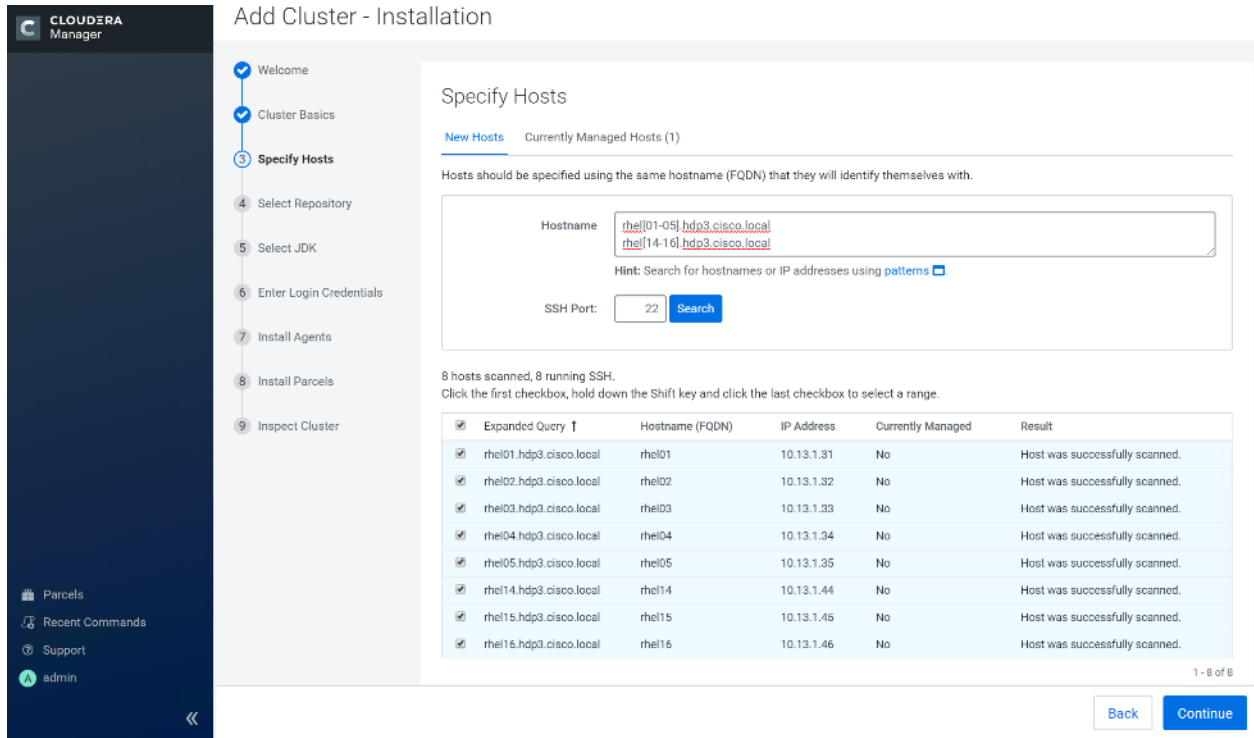 CLOUDERA
Manager
Add Cluster - Installation
Welcome
Cluster Basics
3 Specify Hosts
4 Select Repository
5 Select JDK
6 Enter Login Credentials
7 Install Agents
8 Install Parcels
9 Inspect Cluster
Parcels
Recent Commands
Support
A admin
Specify Hosts
New Hosts Currently Managed Hosts (1)
Hosts should be specified using the same hostname (FQDN) that they will identify themselves with.
Hostname rhel[01-05].hdp3.cisco.local
rhel[14-16].hdp3.cisco.local
Hint: Search for hostnames or IP addresses using patterns.
SSH Port: 22 Search
8 hosts scanned, 8 running SSH.
Click the first checkbox, hold down the Shift key and click the last checkbox to select a range.
Expanded Query ↑ Hostname (FQDN) IP Address Currently Managed Result
rhel01.hdp3.cisco.local rhel01 10.13.1.31 No Host was successfully scanned.
rhel02.hdp3.cisco.local rhel02 10.13.1.32 No Host was successfully scanned.
rhel03.hdp3.cisco.local rhel03 10.13.1.33 No Host was successfully scanned.
rhel04.hdp3.cisco.local rhel04 10.13.1.34 No Host was successfully scanned.
rhel05.hdp3.cisco.local rhel05 10.13.1.35 No Host was successfully scanned.
rhel14.hdp3.cisco.local rhel14 10.13.1.44 No Host was successfully scanned.
rhel15.hdp3.cisco.local rhel15 10.13.1.45 No Host was successfully scanned.
rhel16.hdp3.cisco.local rhel16 10.13.1.46 No Host was successfully scanned.
1 - 8 of 8
Back Continue